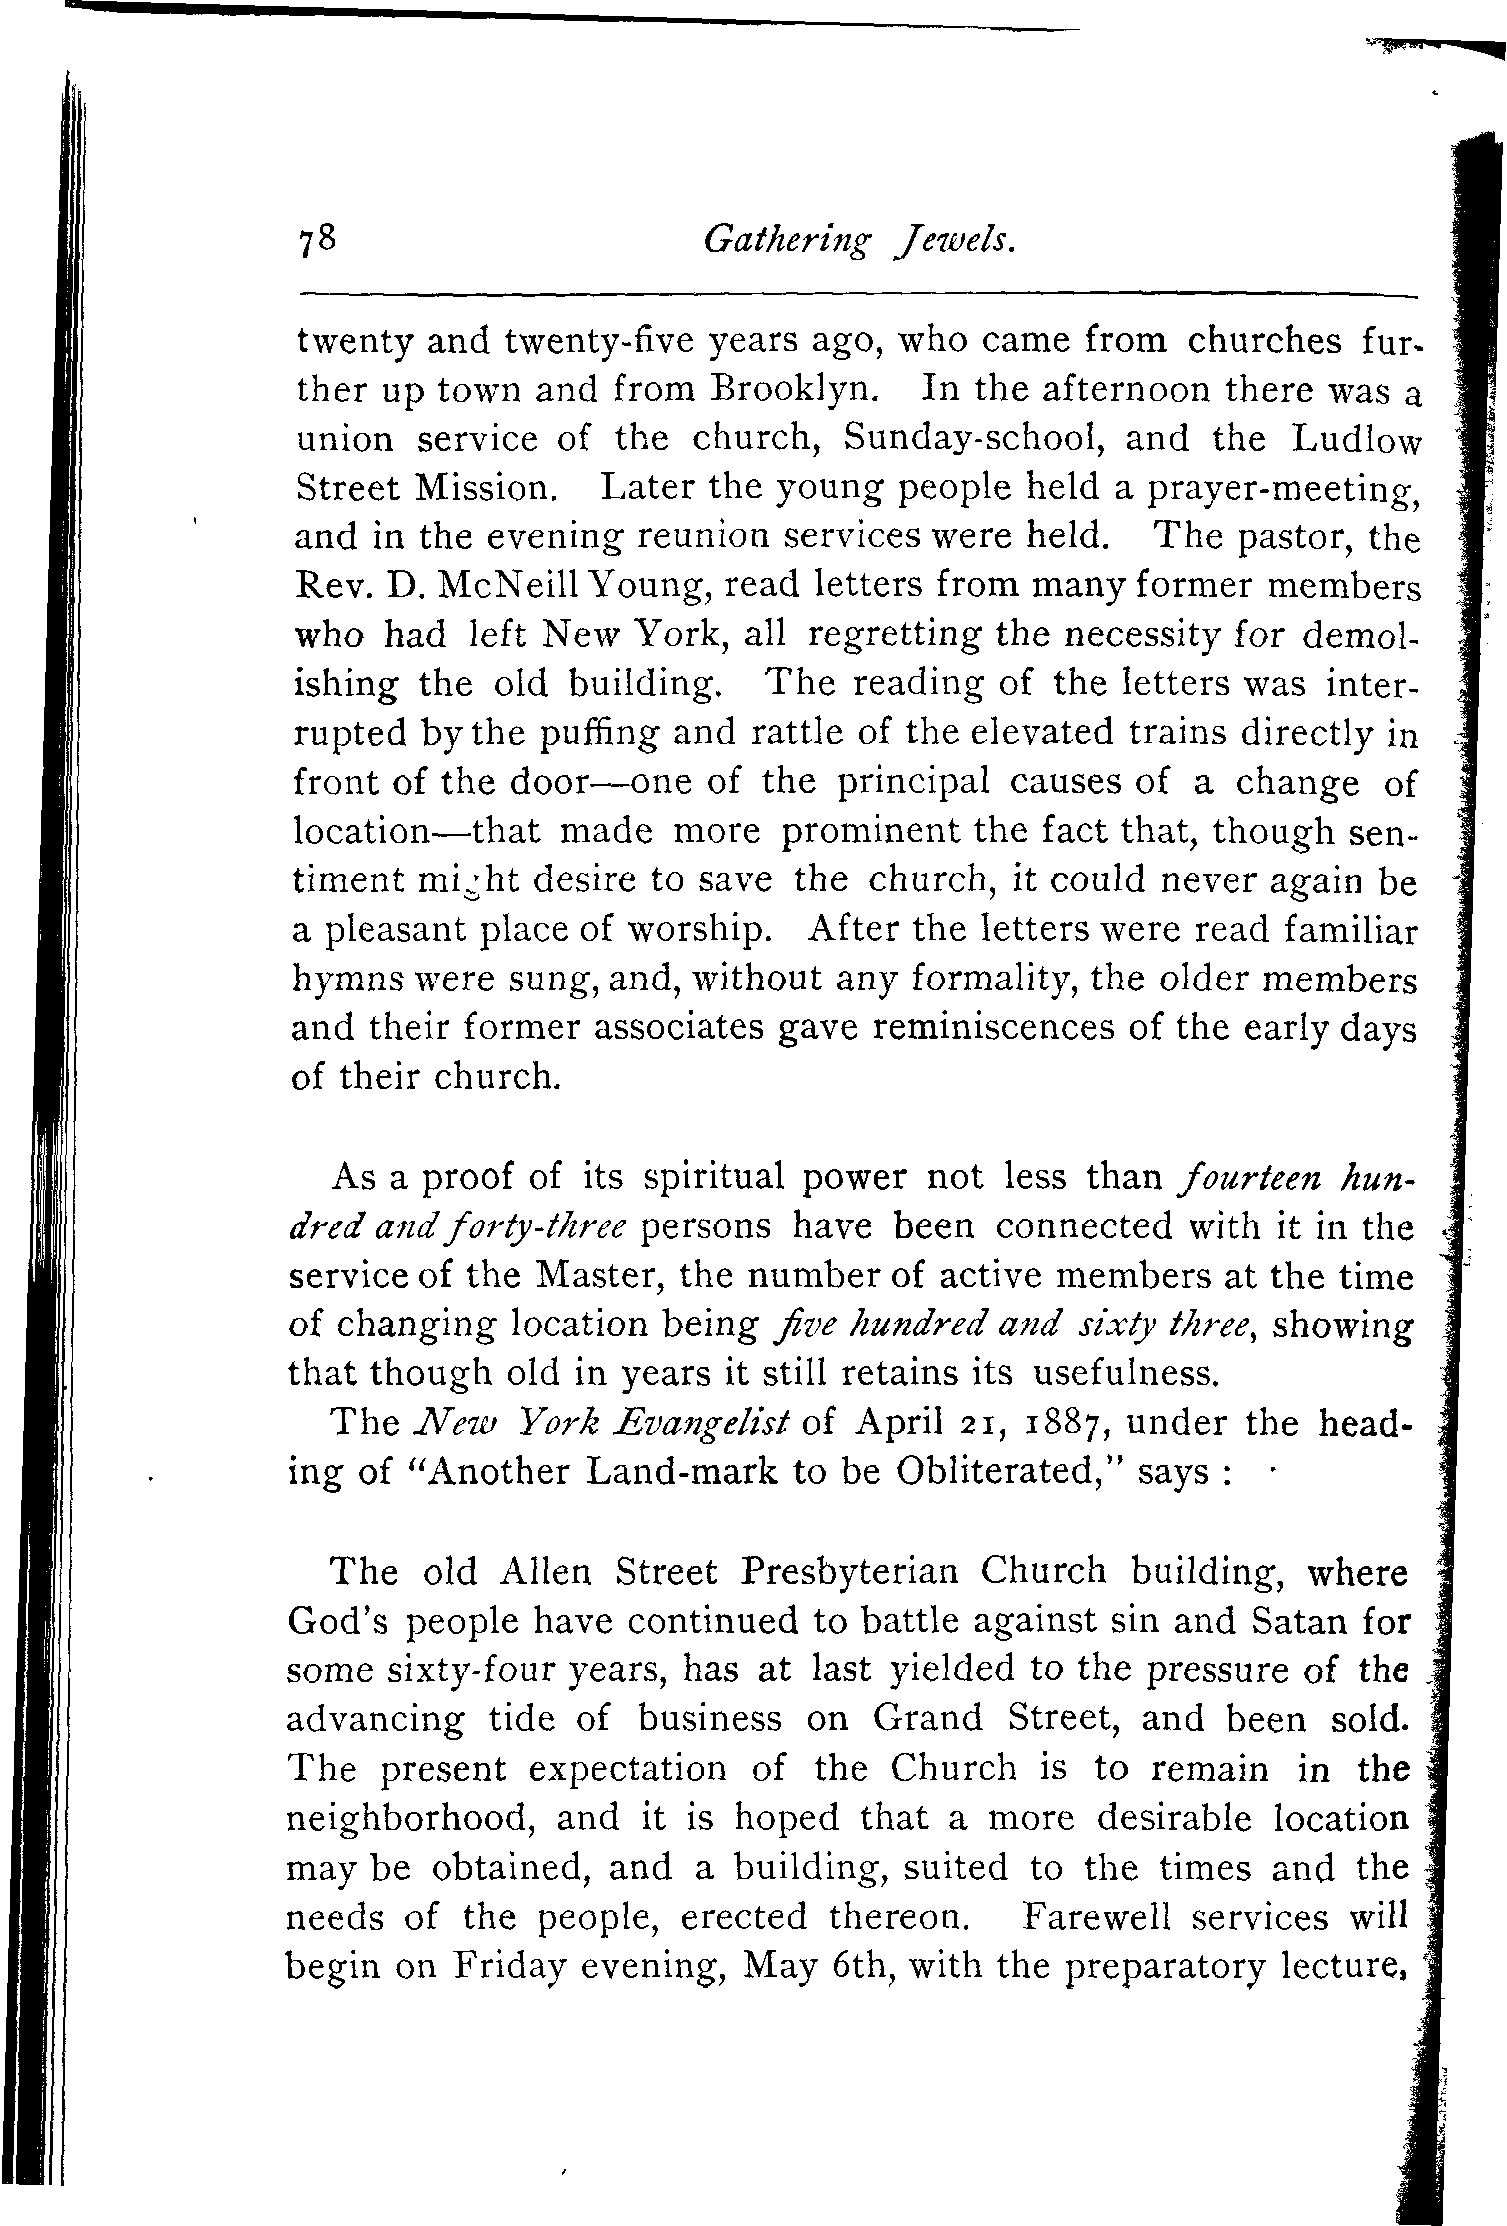 78 Gathering Jewels.
twenty and twenty-five years ago, who came from churches fur-
ther up town and from Brooklyn. In the afternoon there was a
union service of the church, Sunday-school, and the Ludlow
Street Mission. Later the young people held a prayer-meeting,
and in the evening reunion services were held. The pastor, the
Rev. D. McNeill Young, read letters from many former members
who had left New York, all regretting the necessity for demol-
ishing the old building. The reading of the letters was inter-
rupted by the puffing and rattle of the elevated trains directly in
front of the door—one of the principal causes of a change of
location—that made more prominent the fact that, though sen-
timent might desire to save the church, it could never again be
a pleasant place of worship. After the letters were read familiar
hymns were sung, and, without any formality, the older members
and their former associates gave reminiscences of the early days
of their church.
As a proof of its spiritual power not less than fourteen hun-
dred and forty-three persons have been connected with it in the
service of the Master, the number of active members at the time
of changing location being five hundred and sixty three, showing
that though old in years it still retains its usefulness.
The New York Evangelist of April 21, 1887, under the head-
ing of "Another Land-mark to be Obliterated," says :
The old Allen Street Presbyterian Church building, where
God's people have continued to battle against sin and Satan for
some sixty-four years, has at last yielded to the pressure of the
advancing tide of business on Grand Street, and been sold.
The present expectation of the Church is to remain in the
neighborhood, and it is hoped that a more desirable location
may be obtained, and a building, suited to the times and the
needs of the people, erected thereon. Farewell services will
begin on Friday evening, May 6th, with the preparatory lecture,